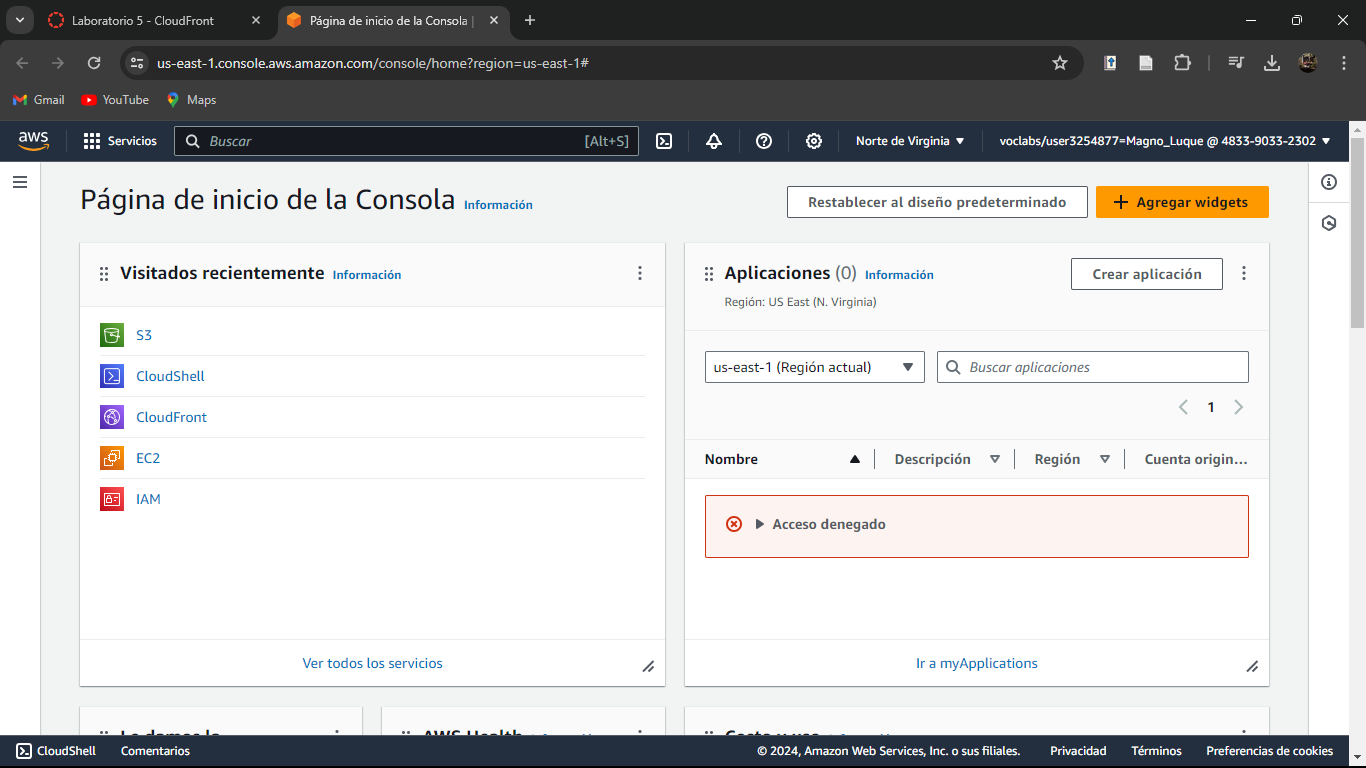 Laboratorio 5 - CloudFront
Página de inicio de la Consola |
us-east-1.console.aws.amazon.com/console/home?region=us-east-1#
Gmail YouTube Maps
aws Servicios Buscar [Alt+S] Norte de Virginia voclabs/user3254877=Magno_Luque @ 4833-9033-2302
Página de inicio de la Consola Información
Restablecer al diseño predeterminado
Agregar widgets
Visitados recientemente Información
S3
CloudShell
CloudFront
EC2
IAM
Ver todos los servicios
Aplicaciones (0) Información
Región: US East (N. Virginia)
Crear aplicación
us-east-1 (Región actual)
Buscar aplicaciones
1
Nombre Descripción Región Cuenta origin...
Acceso denegado
Ir a myApplications
AWS Health
CloudShell Comentarios © 2024, Amazon Web Services, Inc. o sus filiales. Privacidad Términos Preferencias de cookies